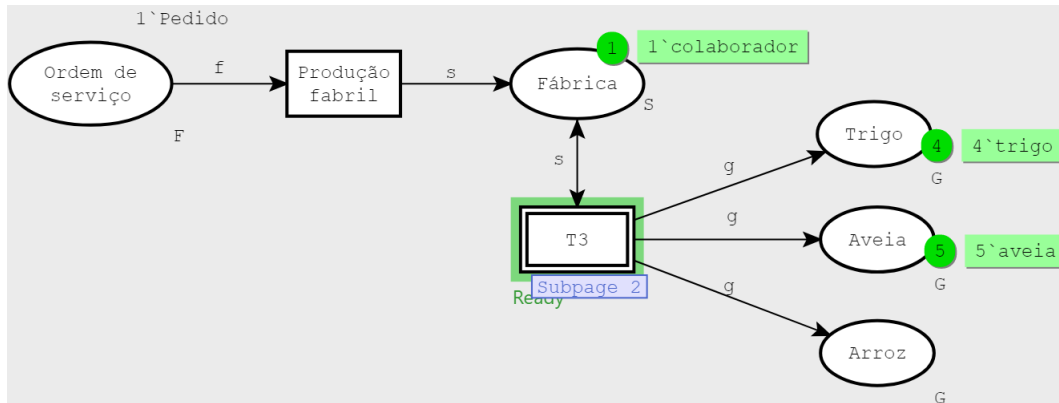 1`Pedido
Ordem de
serviço
F
f
Produção
fabril
s
Fábrica
S
1
1`colaborador
s
T3
Subpage 2
Ready
g
Trigo
4
4`trigo
G
g
Aveia
5
5`aveia
G
g
Arroz
G